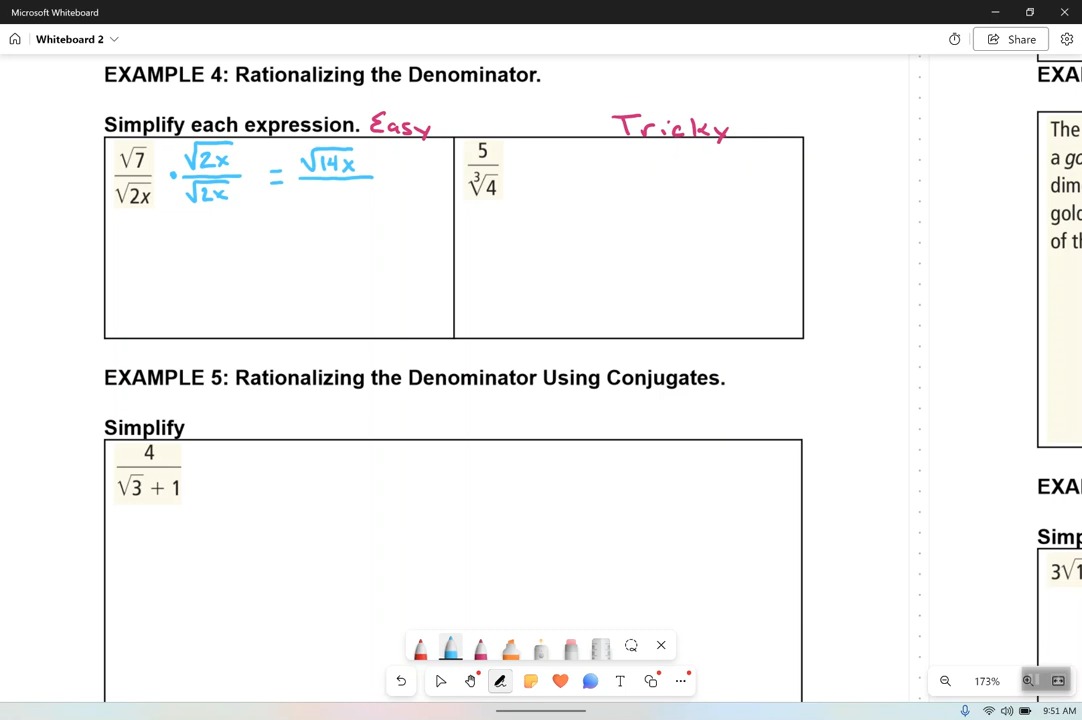 Microsoft Whiteboard
Whiteboard 2
Share
EXAMPLE 4: Rationalizing the Denominator.
Simplify each expression. Easy Tricky
√7/√2x · √2x/√2x = √14x
5/∛4
EXAMPLE 5: Rationalizing the Denominator Using Conjugates.
Simplify
4/(√3 + 1)
EXA
The
a go
dim
gold
of th
EXA
Simp
3√1
T
173%
9:51 AM